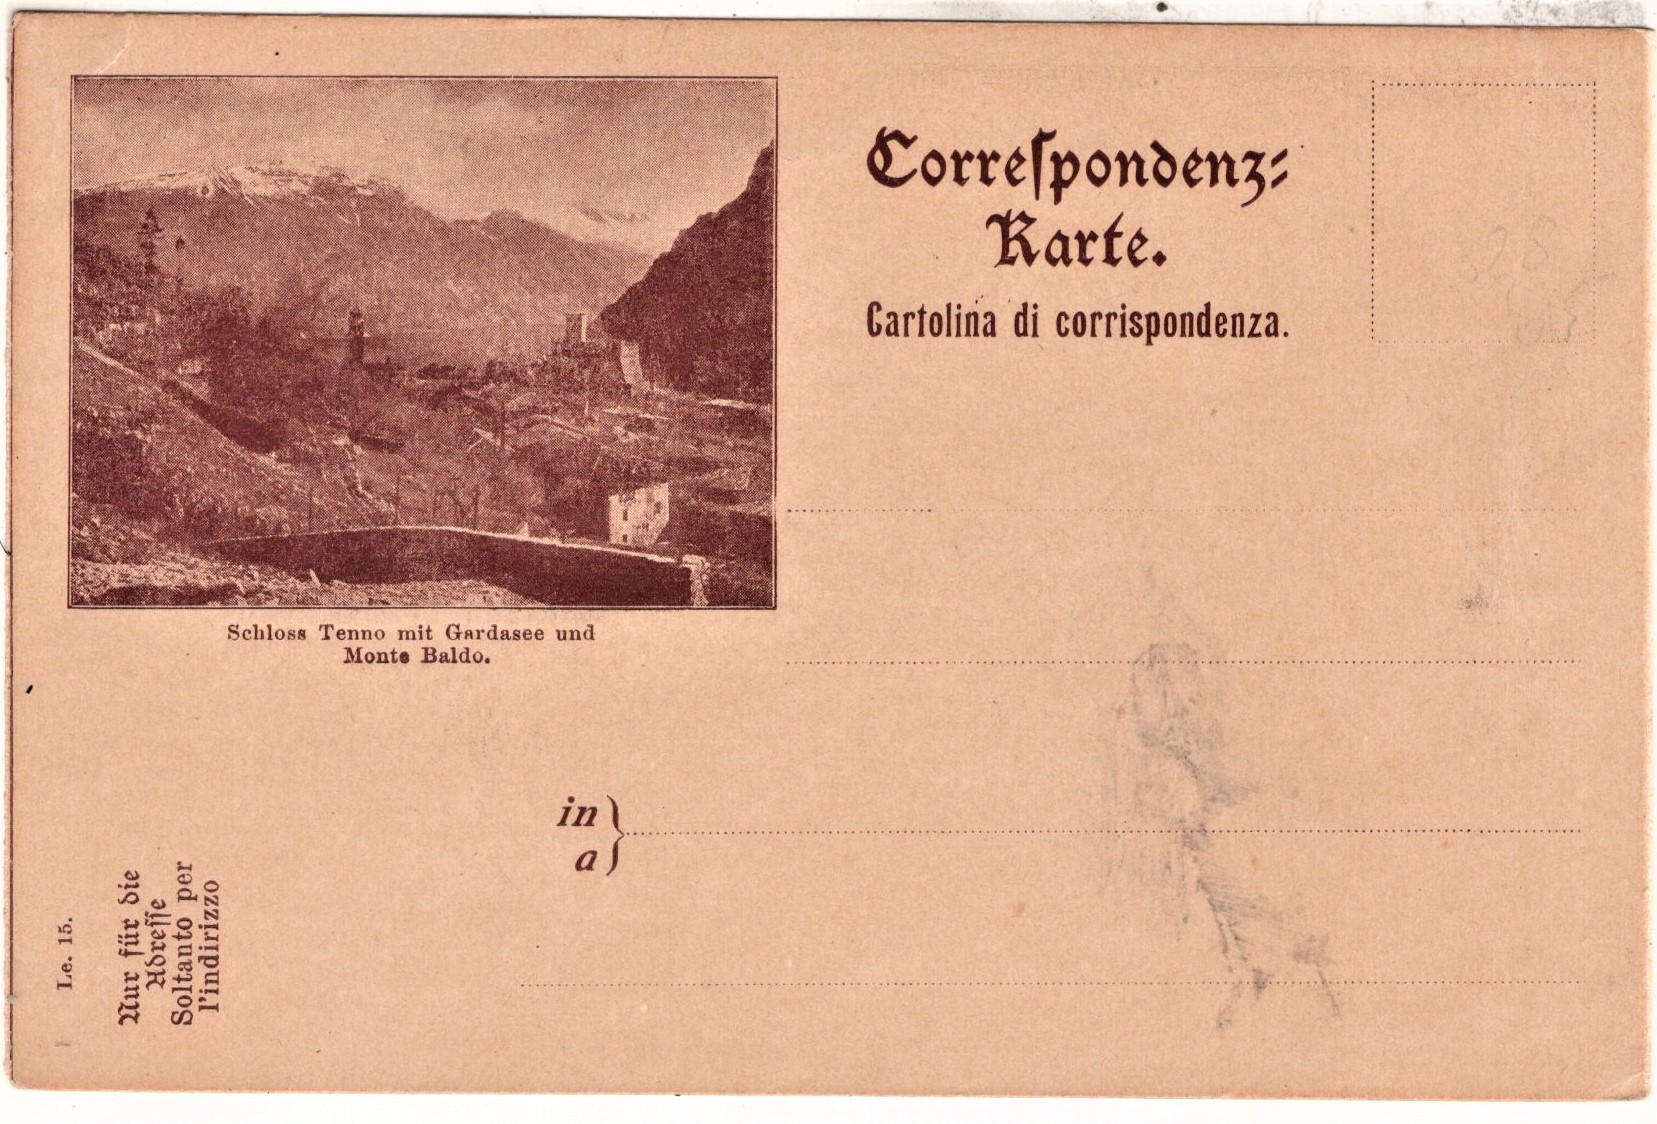 Correſpondenz-
Karte.
Cartolina di corrispondenza.
Schloss Tenno mit Gardasee und
Monte Baldo.
in
a
Le. 15.
Nur für die
Adreſſe
Soltanto per
l'indirizzo